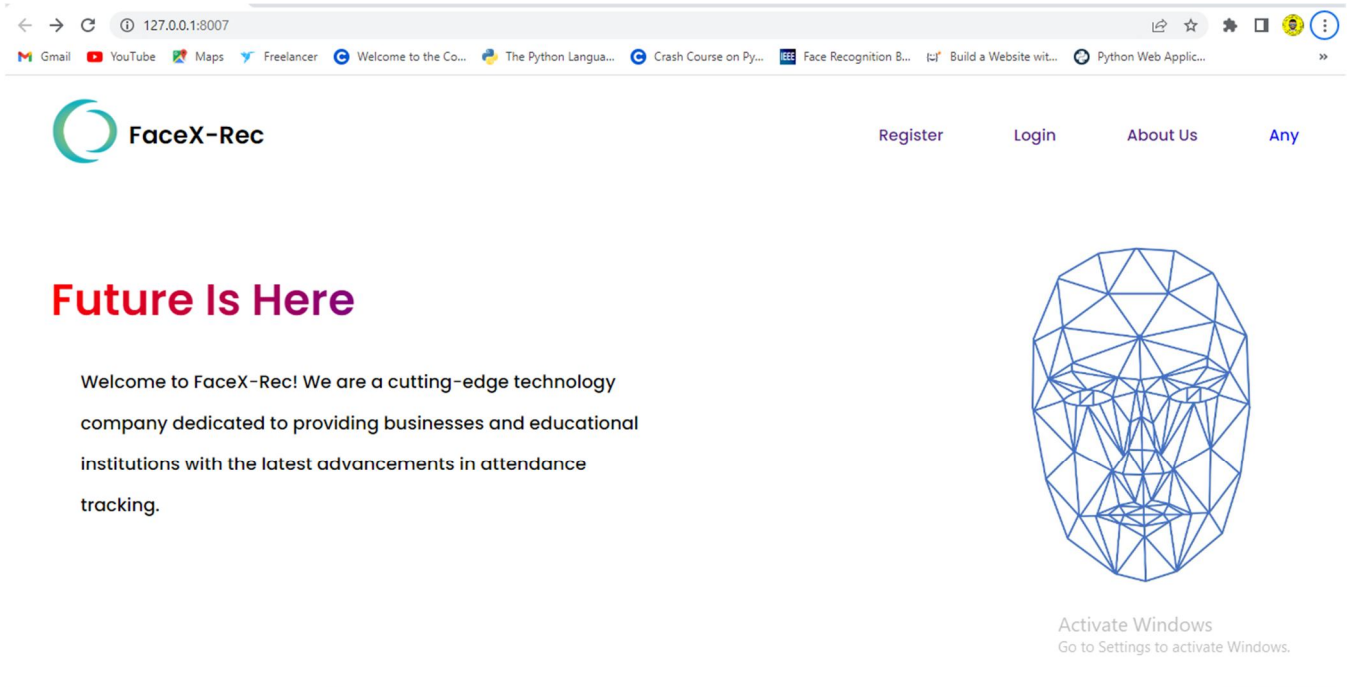 127.0.0.1:8007
Gmail YouTube Maps Freelancer Welcome to the Co... The Python Langua... Crash Course on Py... IEEE Face Recognition B... Build a Website wit... Python Web Applic... »
FaceX-Rec Register Login About Us Any
Future Is Here
Welcome to FaceX-Rec! We are a cutting-edge technology
company dedicated to providing businesses and educational
institutions with the latest advancements in attendance
tracking.
Activate Windows
Go to Settings to activate Windows.